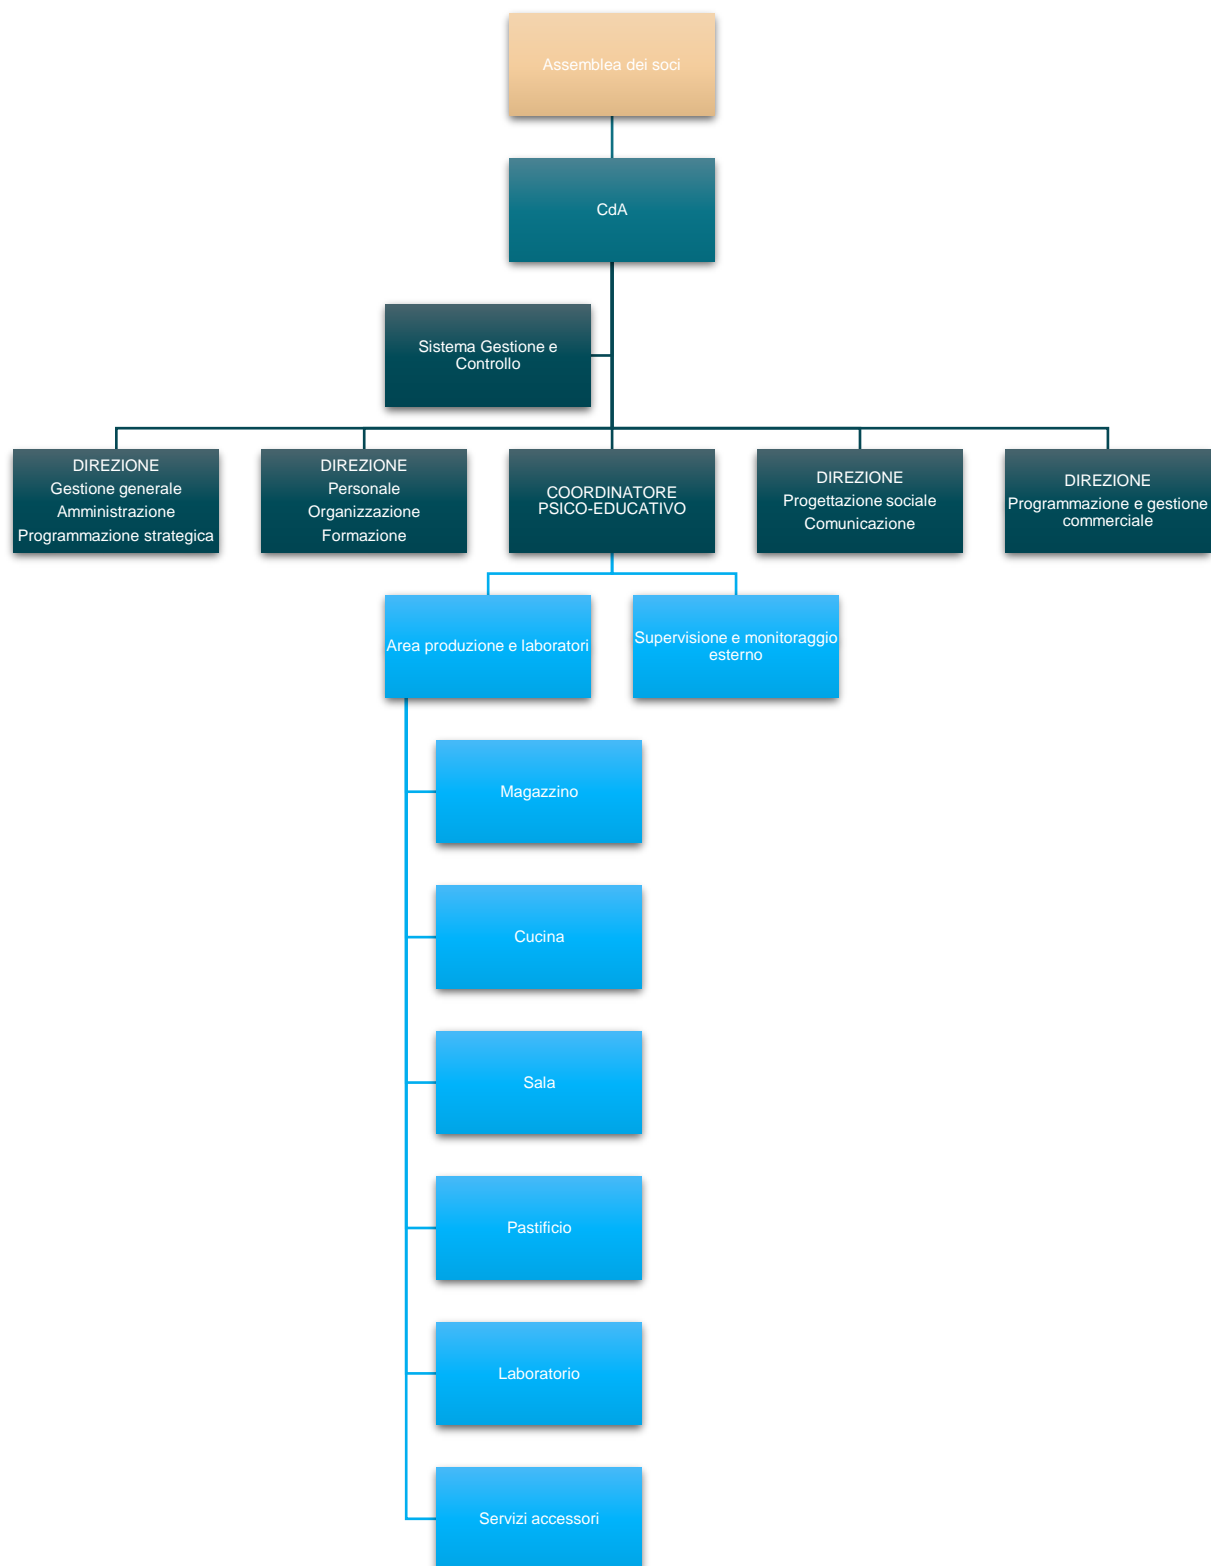 Assemblea dei soci
CdA
Sistema Gestione e
Controllo
DIREZIONE
Gestione generale
Amministrazione
Programmazione strategica
DIREZIONE
Personale
Organizzazione
Formazione
COORDINATORE
PSICO-EDUCATIVO
DIREZIONE
Progettazione sociale
Comunicazione
DIREZIONE
Programmazione e gestione
commerciale
Area produzione e laboratori
Supervisione e monitoraggio
esterno
Magazzino
Cucina
Sala
Pastificio
Laboratorio
Servizi accessori